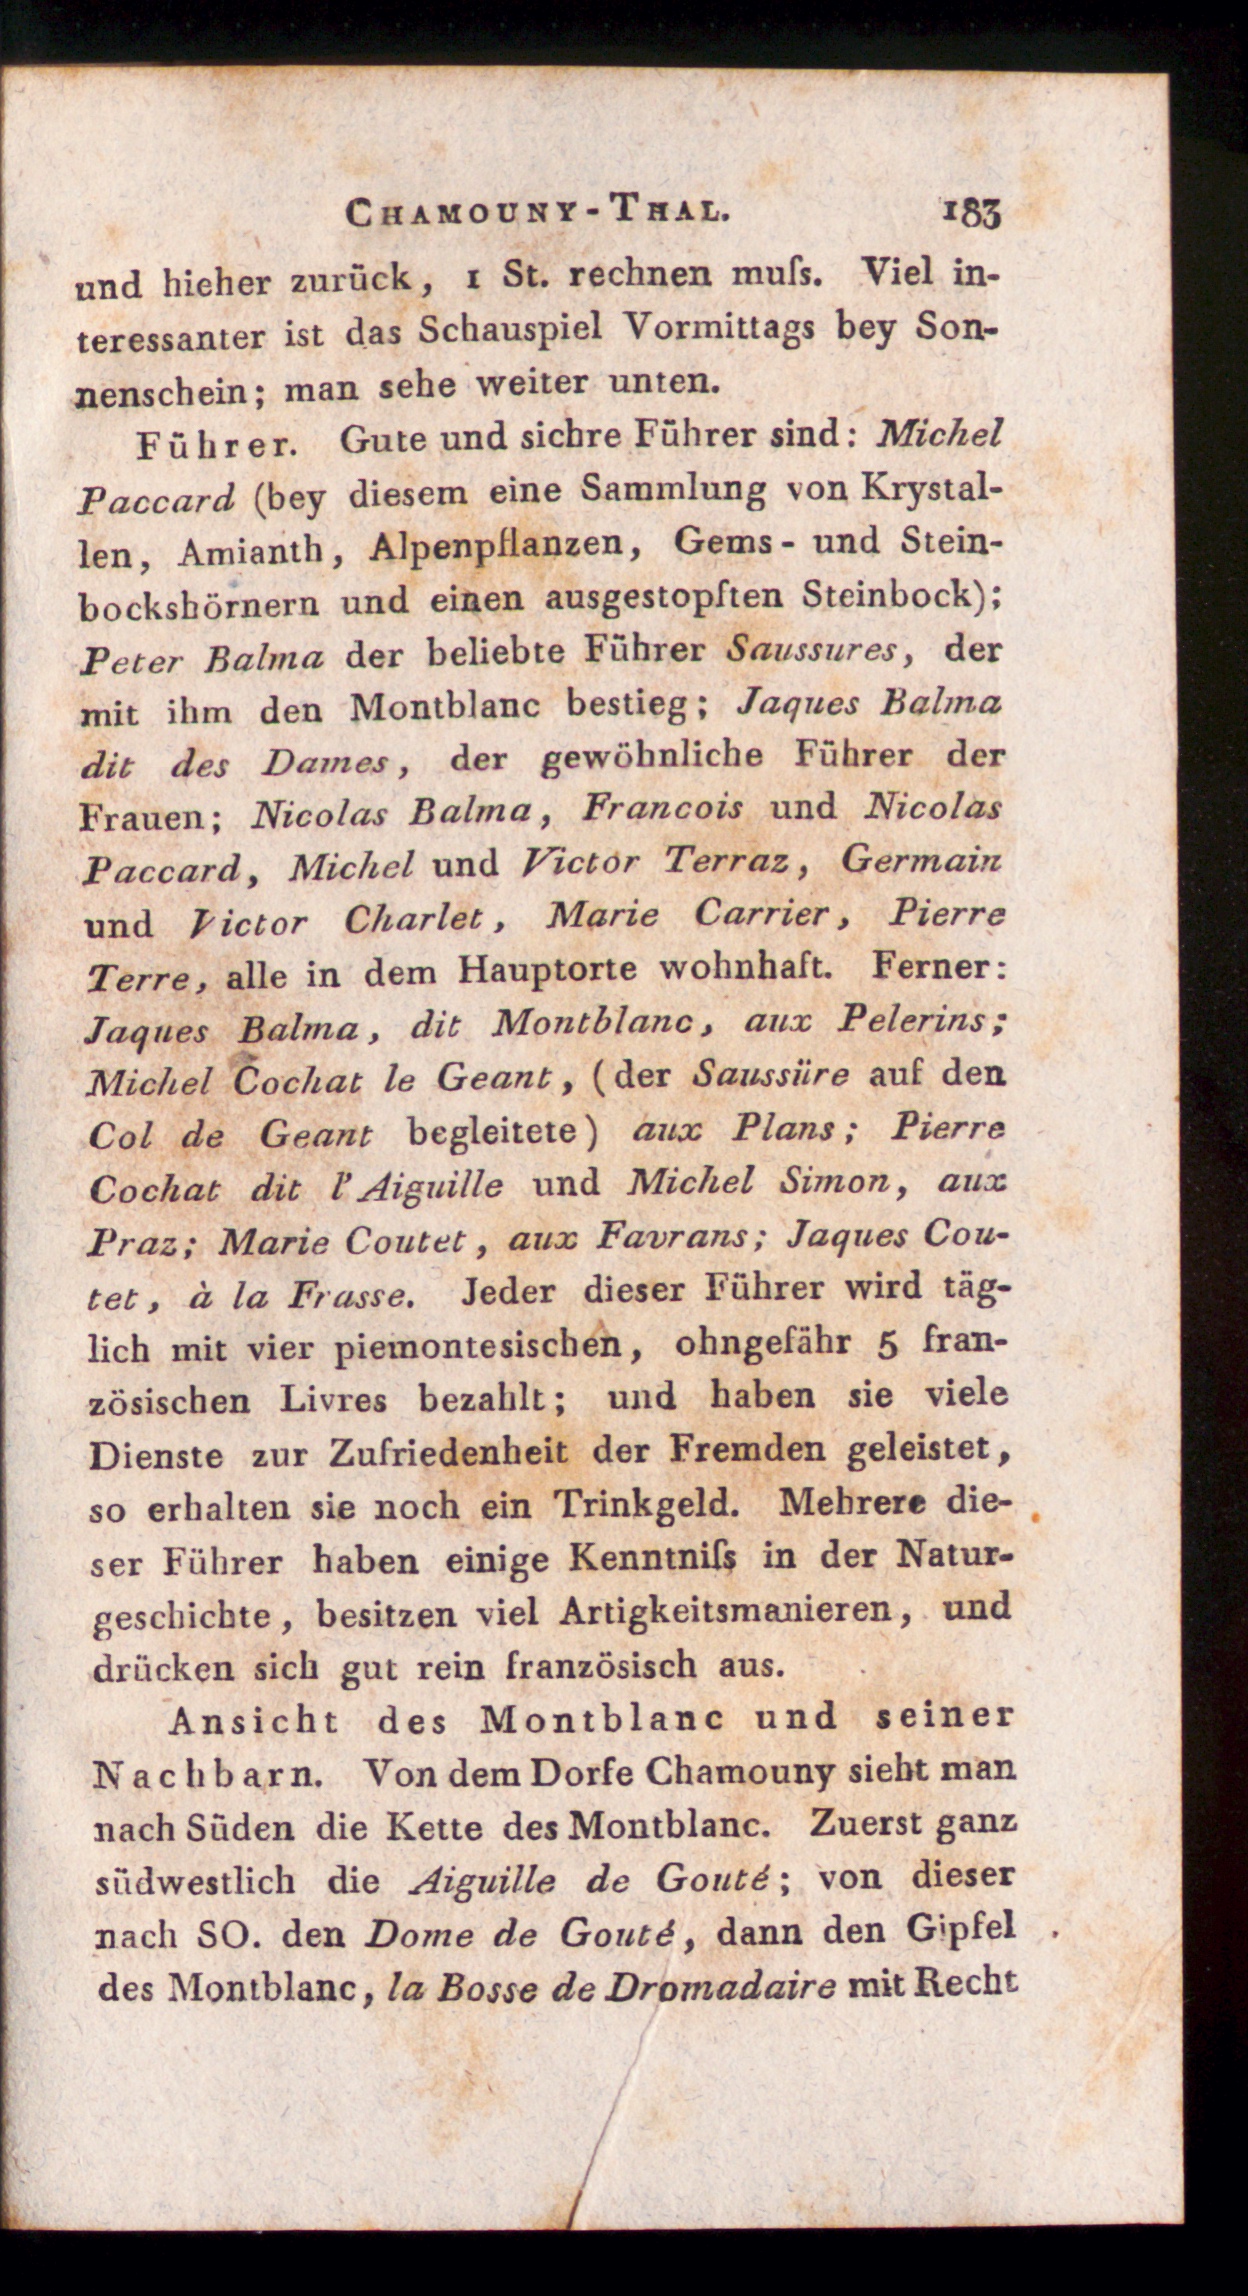 CHAMOUNY-THAL. 183
und hieher zurück, 1 St. rechnen muſs. Viel in-
teressanter ist das Schauspiel Vormittags bey Son-
nenschein; man sehe weiter unten.
Führer. Gute und sichre Führer sind: Michel
Paccard (bey diesem eine Sammlung von Krystal-
len, Amianth, Alpenpflanzen, Gems- und Stein-
bockshörnern und einen ausgestopften Steinbock);
Peter Balma der beliebte Führer Saussures, der
mit ihm den Montblanc bestieg; Jaques Balma
dit des Dames, der gewöhnliche Führer der
Frauen; Nicolas Balma, Francois und Nicolas
Paccard, Michel und Victor Terraz, Germain
und Victor Charlet, Marie Carrier, Pierre
Terre, alle in dem Hauptorte wohnhaft. Ferner:
Jaques Balma, dit Montblanc, aux Pelerins;
Michel Cochat le Geant, (der Saussüre auf den
Col de Geant begleitete) aux Plans; Pierre
Cochat dit l'Aiguille und Michel Simon, aux
Praz; Marie Coutet, aux Favrans; Jaques Cou-
tet, à la Frasse. Jeder dieser Führer wird täg-
lich mit vier piemontesischen, ohngefähr 5 fran-
zösischen Livres bezahlt; und haben sie viele
Dienste zur Zufriedenheit der Fremden geleistet,
so erhalten sie noch ein Trinkgeld. Mehrere die-
ser Führer haben einige Kenntniſs in der Natur-
geschichte, besitzen viel Artigkeitsmanieren, und
drücken sich gut rein französisch aus.
Ansicht des Montblanc und seiner
Nachbarn. Von dem Dorfe Chamouny sieht man
nach Süden die Kette des Montblanc. Zuerst ganz
südwestlich die Aiguille de Gouté; von dieser
nach SO. den Dome de Gouté, dann den Gipfel
des Montblanc, la Bosse de Dromadaire mit Recht